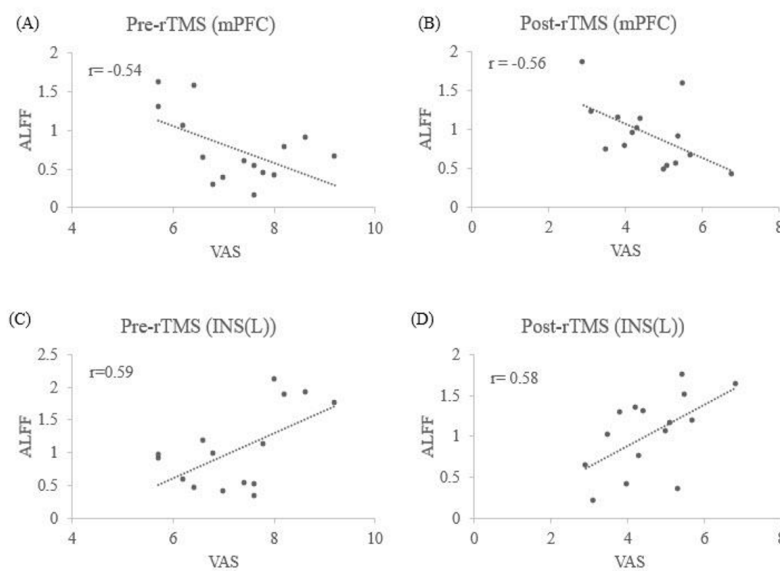 (A)
Pre-rTMS (mPFC)
r= -0.54
ALFF
2
1.5
1
0.5
0
4 6 8 10
VAS
(B)
Post-rTMS (mPFC)
r = -0.56
ALFF
2
1.5
1
0.5
0
0 2 4 6 8
VAS
(C)
Pre-rTMS (INS(L))
r=0.59
ALFF
2.5
2
1.5
1
0.5
0
4 6 8 10
VAS
(D)
Post-rTMS (INS(L))
r= 0.58
ALFF
2
1.5
1
0.5
0
0 2 4 6 8
VAS